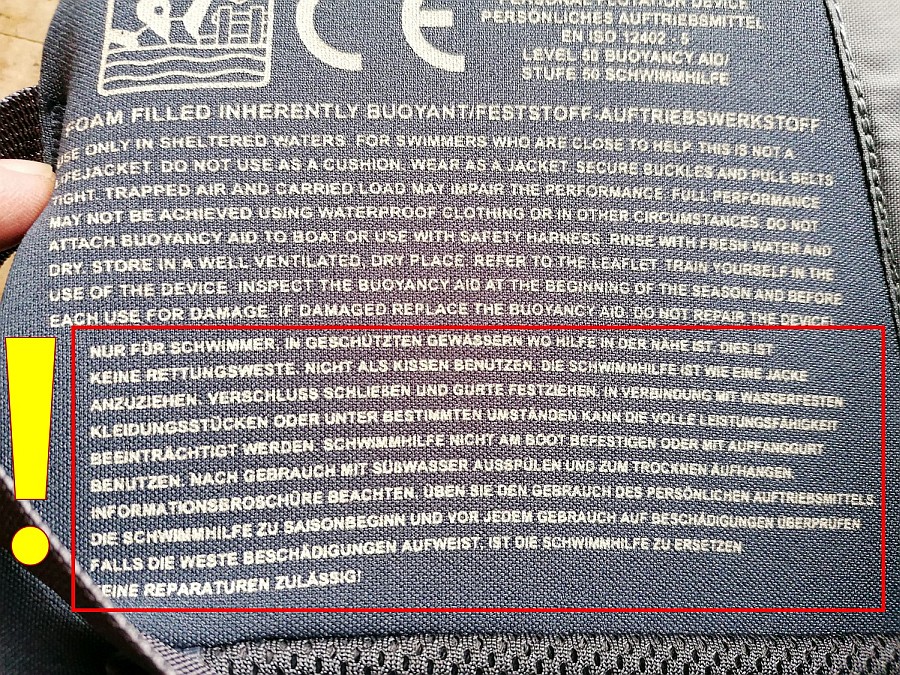 CE
FLOTATION DEVICE
PERSÖNLICHES AUFTRIEBSMITTEL
EN ISO 12402 - 5
LEVEL 50 BUOYANCY AID/
STUFE 50 SCHWIMMHILFE
FOAM FILLED INHERENTLY BUOYANT/FESTSTOFF-AUFTRIEBSWERKSTOFF
USE ONLY IN SHELTERED WATERS. FOR SWIMMERS WHO ARE CLOSE TO HELP. THIS IS NOT A
LIFEJACKET. DO NOT USE AS A CUSHION. WEAR AS A JACKET. SECURE BUCKLES AND PULL BELTS
TIGHT. TRAPPED AIR AND CARRIED LOAD MAY IMPAIR THE PERFORMANCE. FULL PERFORMANCE
MAY NOT BE ACHIEVED USING WATERPROOF CLOTHING OR IN OTHER CIRCUMSTANCES. DO NOT
ATTACH BUOYANCY AID TO BOAT OR USE WITH SAFETY HARNESS. RINSE WITH FRESH WATER AND
DRY. STORE IN A WELL VENTILATED, DRY PLACE. REFER TO THE LEAFLET. TRAIN YOURSELF IN THE
USE OF THE DEVICE. INSPECT THE BUOYANCY AID AT THE BEGINNING OF THE SEASON AND BEFORE
EACH USE FOR DAMAGE. IF DAMAGED REPLACE THE BUOYANCY AID. DO NOT REPAIR THE DEVICE!
NUR FÜR SCHWIMMER, IN GESCHÜTZTEN GEWÄSSERN WO HILFE IN DER NÄHE IST. DIES IST
KEINE RETTUNGSWESTE. NICHT ALS KISSEN BENUTZEN. DIE SCHWIMMHILFE IST WIE EINE JACKE
ANZUZIEHEN. VERSCHLUSS SCHLIEßEN UND GURTE FESTZIEHEN. IN VERBINDUNG MIT WASSERFESTEN
KLEIDUNGSSTÜCKEN ODER UNTER BESTIMMTEN UMSTÄNDEN KANN DIE VOLLE LEISTUNGSFÄHIGKEIT
BEEINTRÄCHTIGT WERDEN. SCHWIMMHILFE NICHT AM BOOT BEFESTIGEN ODER MIT AUFFANGGURT
BENUTZEN. NACH GEBRAUCH MIT SÜßWASSER AUSSPÜLEN UND ZUM TROCKNEN AUFHÄNGEN.
INFORMATIONSBROSCHÜRE BEACHTEN. ÜBEN SIE DEN GEBRAUCH DES PERSÖNLICHEN AUFTRIEBSMITTELS
DIE SCHWIMMHILFE ZU SAISONBEGINN UND VOR JEDEM GEBRAUCH AUF BESCHÄDIGUNGEN ÜBERPRÜFEN
FALLS DIE WESTE BESCHÄDIGUNGEN AUFWEIST, IST DIE SCHWIMMHILFE ZU ERSETZEN.
KEINE REPARATUREN ZULÄSSIG!